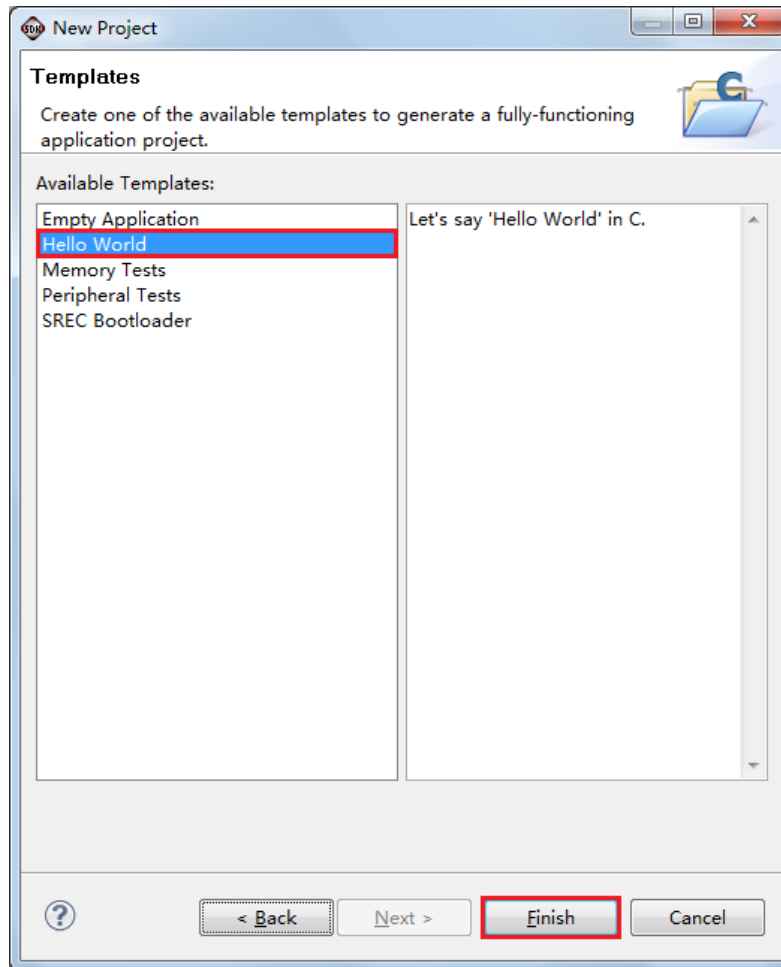 SDK New Project
Templates
Create one of the available templates to generate a fully-functioning
application project.
Available Templates:
Empty Application
Hello World
Memory Tests
Peripheral Tests
SREC Bootloader
Let's say 'Hello World' in C.
? < Back Next > Finish Cancel